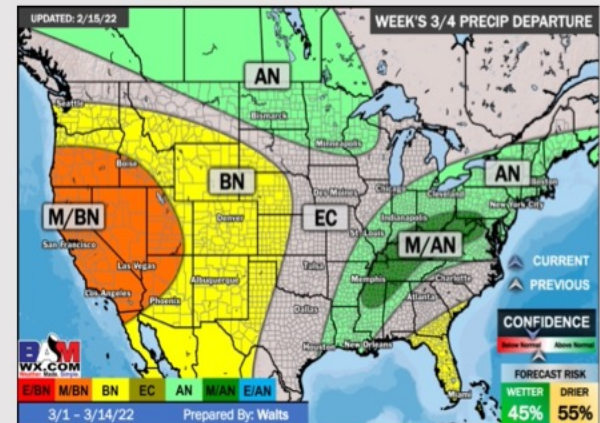 UPDATED: 2/15/22
WEEK'S 3/4 PRECIP DEPARTURE
AN
Seattle
Bismarck
Minneapolis
Boise
BN
M/BN
Des Moines
Chicago
Cleveland
AN
Boston
New York City
Denver
EC
Indianapolis
St. Louis
M/AN
San Francisco
Las Vegas
Los Angeles
Phoenix
Albuquerque
Tulsa
Memphis
Charlotte
Atlanta
Dallas
Houston
New Orleans
Miami
CURRENT
PREVIOUS
CONFIDENCE
Below Normal
Above Normal
FORECAST RISK
WETTER
DRIER
45%
55%
BAM
WX.COM
Weather Made Simple
E/BN
M/BN
BN
EC
AN
M/AN
E/AN
3/1 – 3/14/22
Prepared By: Walts